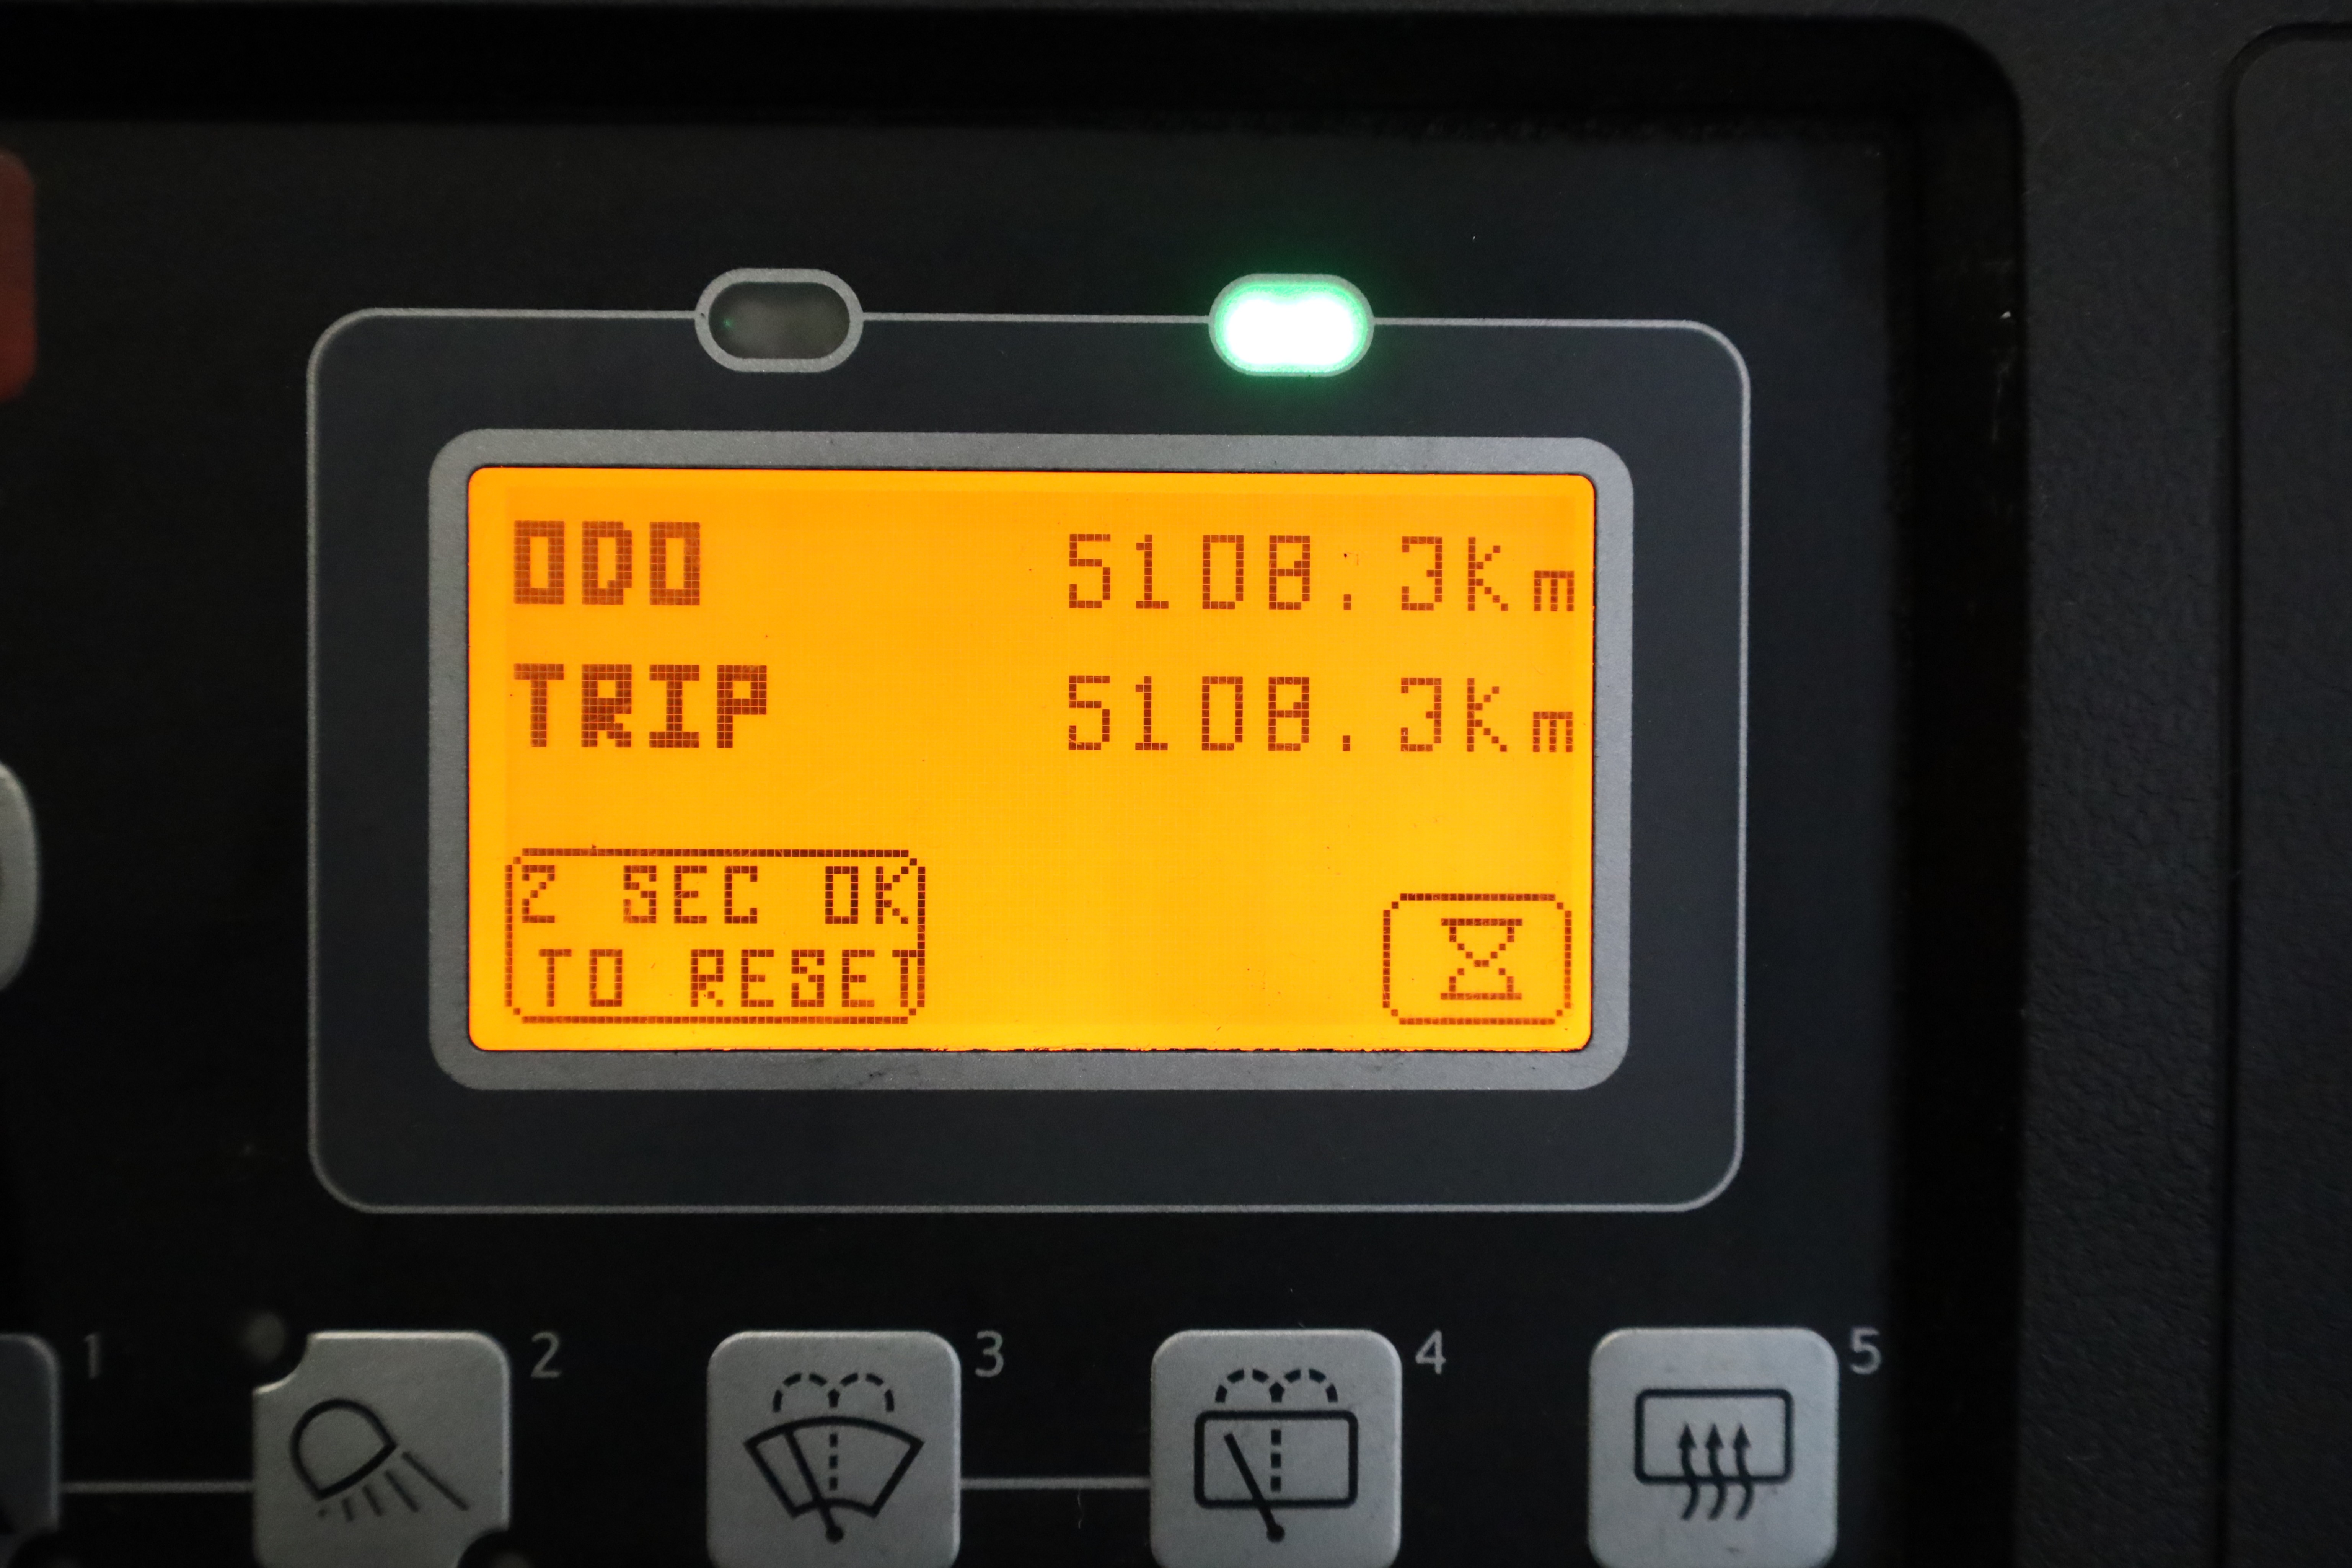 ODO 5108.3Km
TRIP 5108.3Km
2 SEC OK
TO RESET
1 2 3 4 5